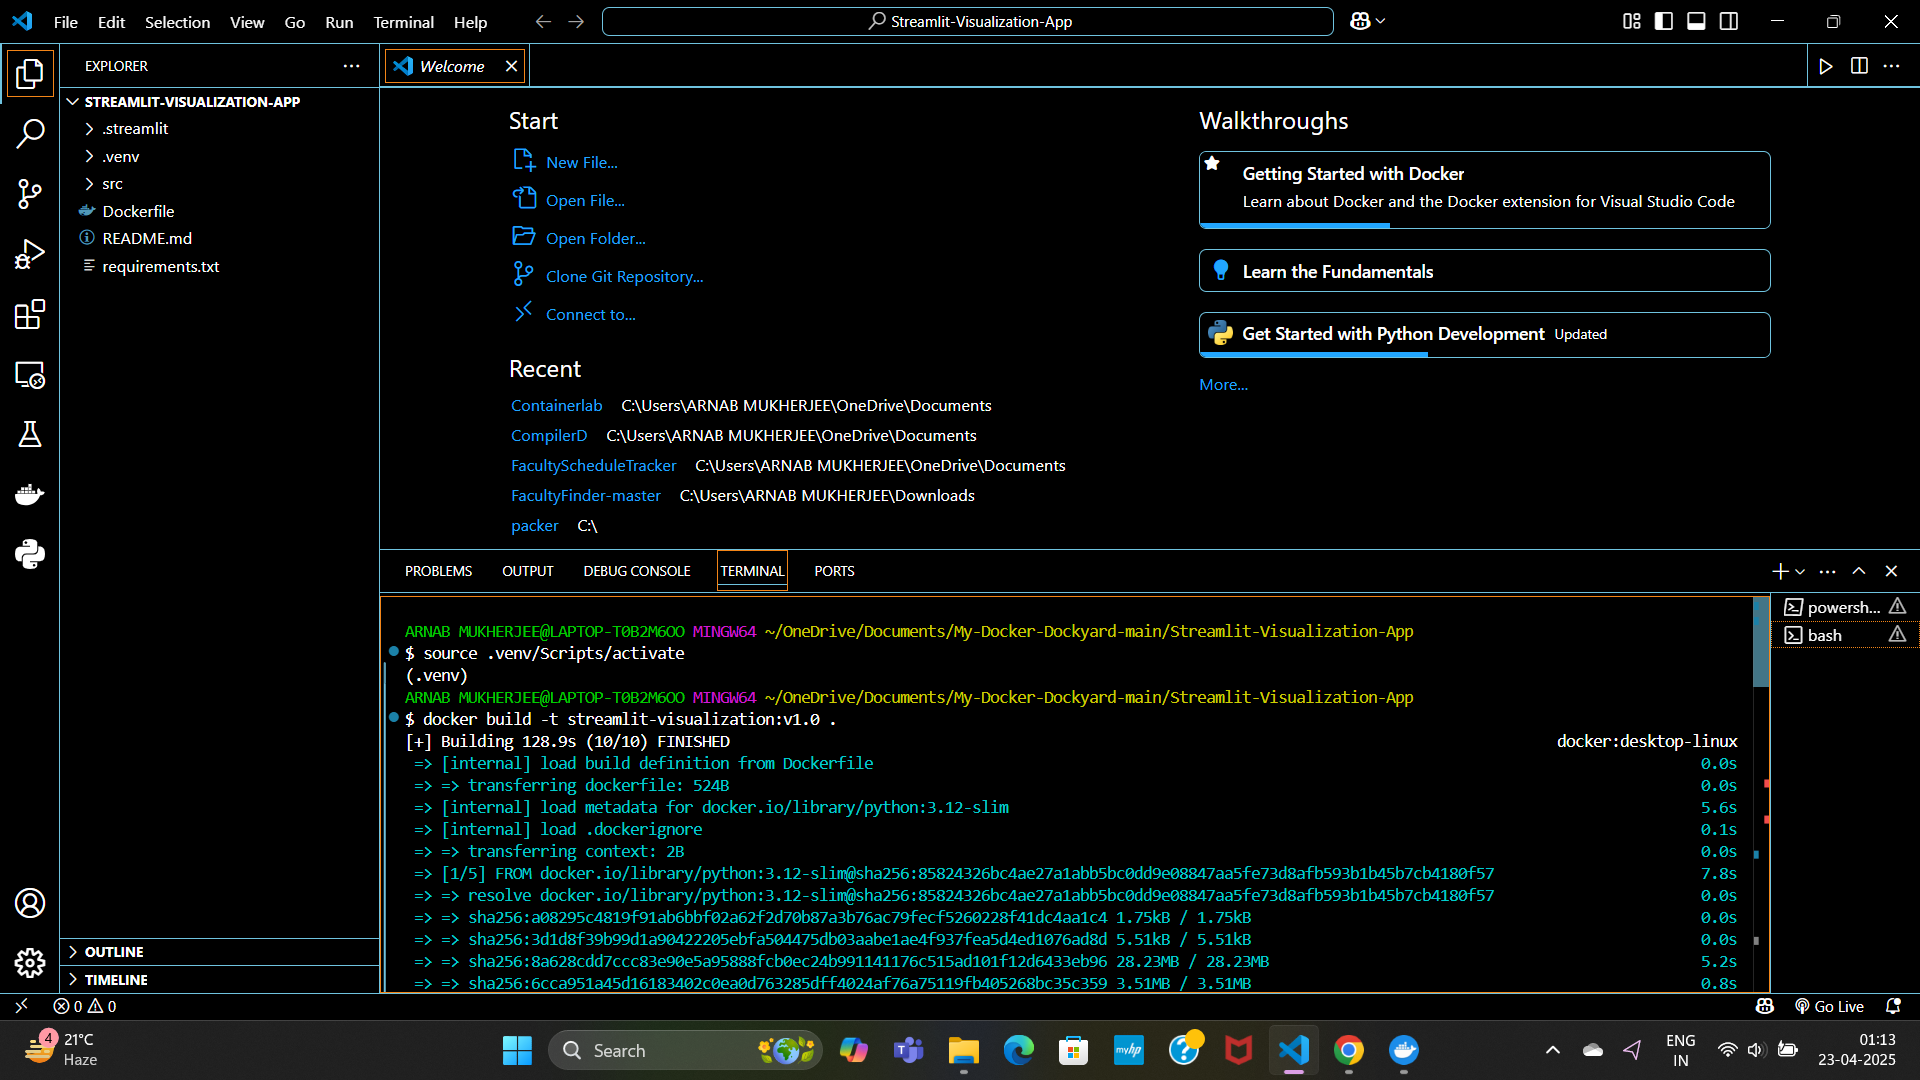 File Edit Selection View Go Run Terminal Help
Streamlit-Visualization-App
EXPLORER
STREAMLIT-VISUALIZATION-APP
.streamlit
.venv
src
Dockerfile
README.md
requirements.txt
OUTLINE
TIMELINE
Welcome
Start
New File...
Open File...
Open Folder...
Clone Git Repository...
Connect to...
Recent
Containerlab C:\Users\ARNAB MUKHERJEE\OneDrive\Documents
CompilerD C:\Users\ARNAB MUKHERJEE\OneDrive\Documents
FacultyScheduleTracker C:\Users\ARNAB MUKHERJEE\OneDrive\Documents
FacultyFinder-master C:\Users\ARNAB MUKHERJEE\Downloads
packer C:\
Walkthroughs
Getting Started with Docker
Learn about Docker and the Docker extension for Visual Studio Code
Learn the Fundamentals
Get Started with Python Development Updated
More...
PROBLEMS OUTPUT DEBUG CONSOLE TERMINAL PORTS
powersh...
bash
ARNAB MUKHERJEE@LAPTOP-T0B2M6OO MINGW64 ~/OneDrive/Documents/My-Docker-Dockyard-main/Streamlit-Visualization-App
$ source .venv/Scripts/activate
(.venv)
ARNAB MUKHERJEE@LAPTOP-T0B2M6OO MINGW64 ~/OneDrive/Documents/My-Docker-Dockyard-main/Streamlit-Visualization-App
$ docker build -t streamlit-visualization:v1.0 .
[+] Building 128.9s (10/10) FINISHED docker:desktop-linux
=> [internal] load build definition from Dockerfile 0.0s
=> => transferring dockerfile: 524B 0.0s
=> [internal] load metadata for docker.io/library/python:3.12-slim 5.6s
=> [internal] load .dockerignore 0.1s
=> => transferring context: 2B 0.0s
=> [1/5] FROM docker.io/library/python:3.12-slim@sha256:85824326bc4ae27a1abb5bc0dd9e08847aa5fe73d8afb593b1b45b7cb4180f57 7.8s
=> => resolve docker.io/library/python:3.12-slim@sha256:85824326bc4ae27a1abb5bc0dd9e08847aa5fe73d8afb593b1b45b7cb4180f57 0.0s
=> => sha256:a08295c4819f91ab6bbf02a62f2d70b87a3b76ac79fecf5260228f41dc4aa1c4 1.75kB / 1.75kB 0.0s
=> => sha256:3d1d8f39b99d1a90422205ebfa504475db03aabe1ae4f937fea5d4ed1076ad8d 5.51kB / 5.51kB 0.0s
=> => sha256:8a628cdd7ccc83e90e5a95888fcb0ec24b991141176c515ad101f12d6433eb96 28.23MB / 28.23MB 5.2s
=> => sha256:6cca951a45d16183402c0ea0d763285dff4024af76a75119fb405268bc35c359 3.51MB / 3.51MB 0.8s
0 0
Go Live
4
21°C
Haze
Search
myhp
ENG
IN
01:13
23-04-2025